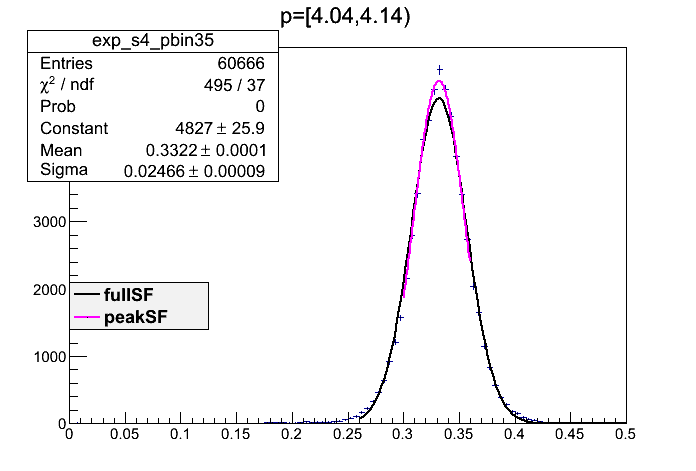 p=[4.04,4.14)
exp_s4_pbin35
Entries 60666
χ² / ndf 495 / 37
Prob 0
Constant 4827 ± 25.9
Mean 0.3322 ± 0.0001
Sigma 0.02466 ± 0.00009
3000
2000
fullSF
peakSF
1000
0
0 0.05 0.1 0.15 0.2 0.25 0.3 0.35 0.4 0.45 0.5